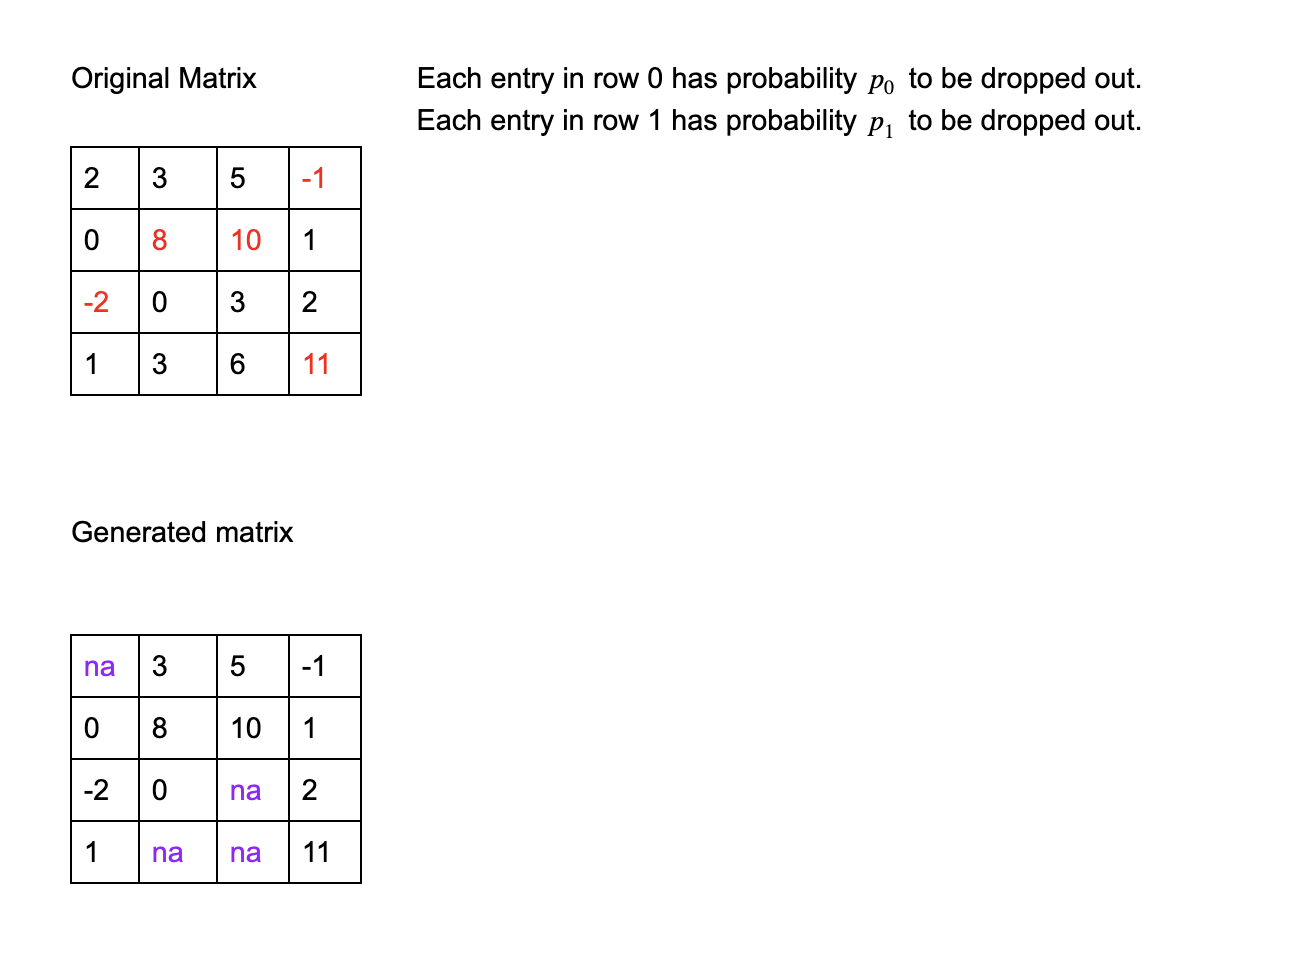 Original Matrix
Each entry in row 0 has probability p₀ to be dropped out.
Each entry in row 1 has probability p₁ to be dropped out.
2 3 5 -1
0 8 10 1
-2 0 3 2
1 3 6 11
Generated matrix
na 3 5 -1
0 8 10 1
-2 0 na 2
1 na na 11